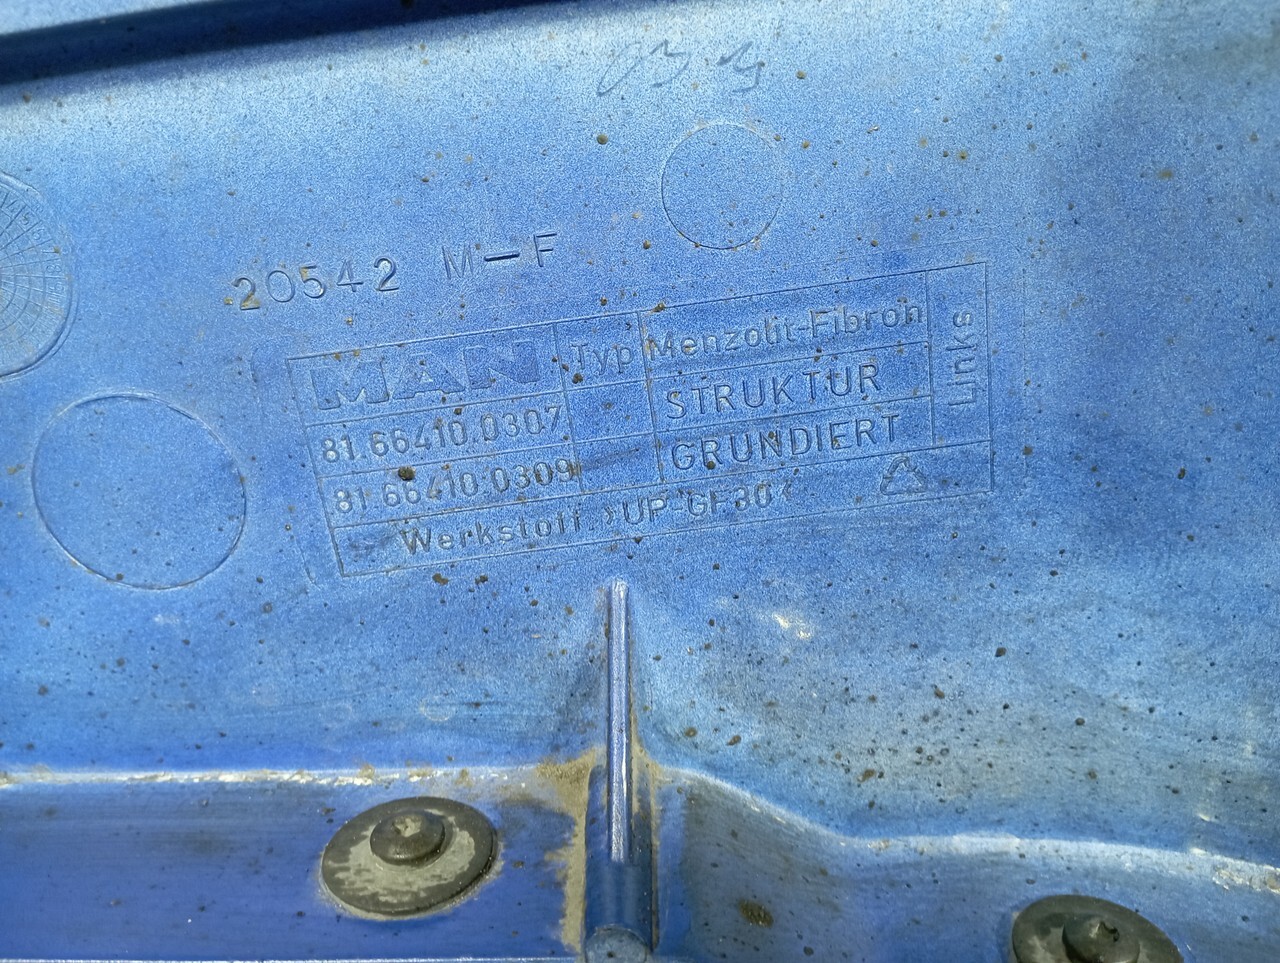 20542 M-F
MAN Typ Menzolit-Fibron Links
81.66410.0307 STRUKTUR
81.66410.0309 GRUNDIERT
Werkstoff >UP-GF30<